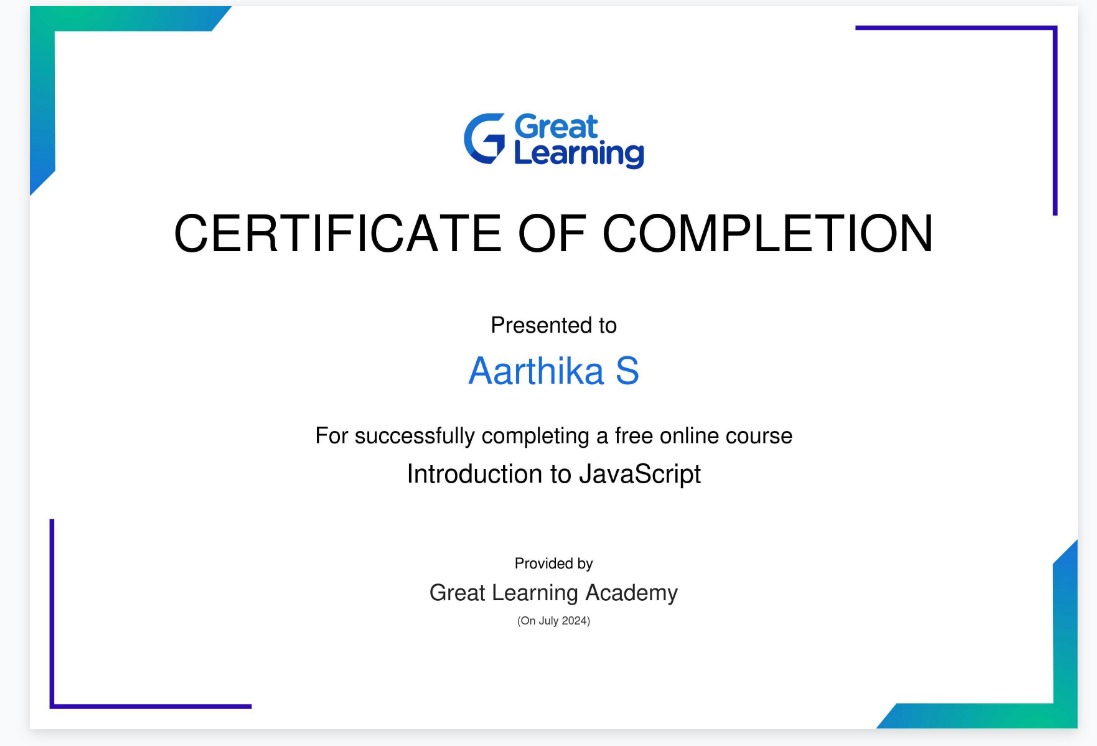 Great
Learning
CERTIFICATE OF COMPLETION
Presented to
Aarthika S
For successfully completing a free online course
Introduction to JavaScript
Provided by
Great Learning Academy
(On July 2024)